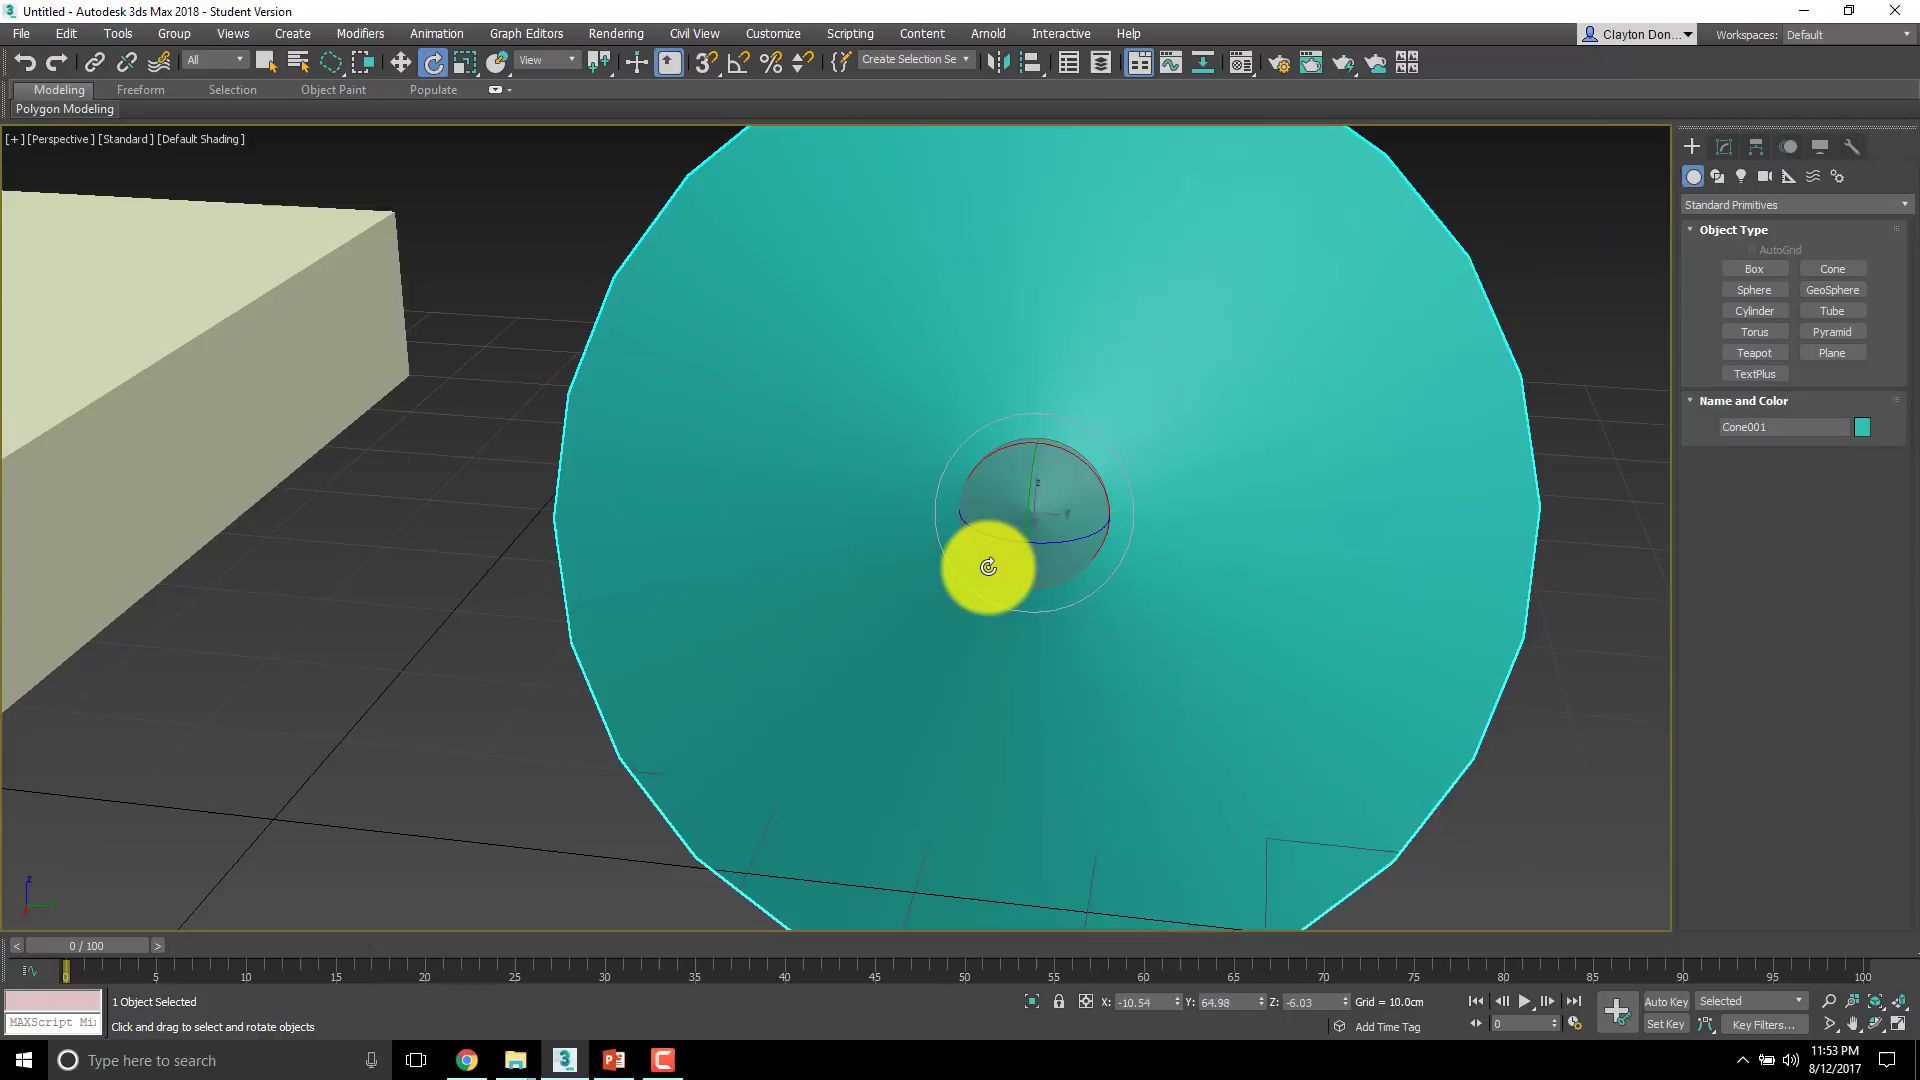 Untitled - Autodesk 3ds Max 2018 - Student Version
File Edit Tools Group Views Create Modifiers Animation Graph Editors Rendering Civil View Customize Scripting Content Arnold Interactive Help Clayton Don... Workspaces: Default
All View Create Selection Se
Modeling Freeform Selection Object Paint Populate
Polygon Modeling
[+] [Perspective ] [Standard ] [Default Shading ]
Standard Primitives
Object Type
AutoGrid
Box Cone
Sphere GeoSphere
Cylinder Tube
Torus Pyramid
Teapot Plane
TextPlus
Name and Color
Cone001
z
Y
z
< 0 / 100 >
0 5 10 15 20 25 30 35 40 45 50 55 60 65 70 75 80 85 90 95 100
1 Object Selected X: -10.54 Y: 64.98 Z: -6.03 Grid = 10.0cm Auto Key Selected
MAXScript Mi Click and drag to select and rotate objects Add Time Tag 0 Set Key Key Filters...
Type here to search
11:53 PM
8/12/2017